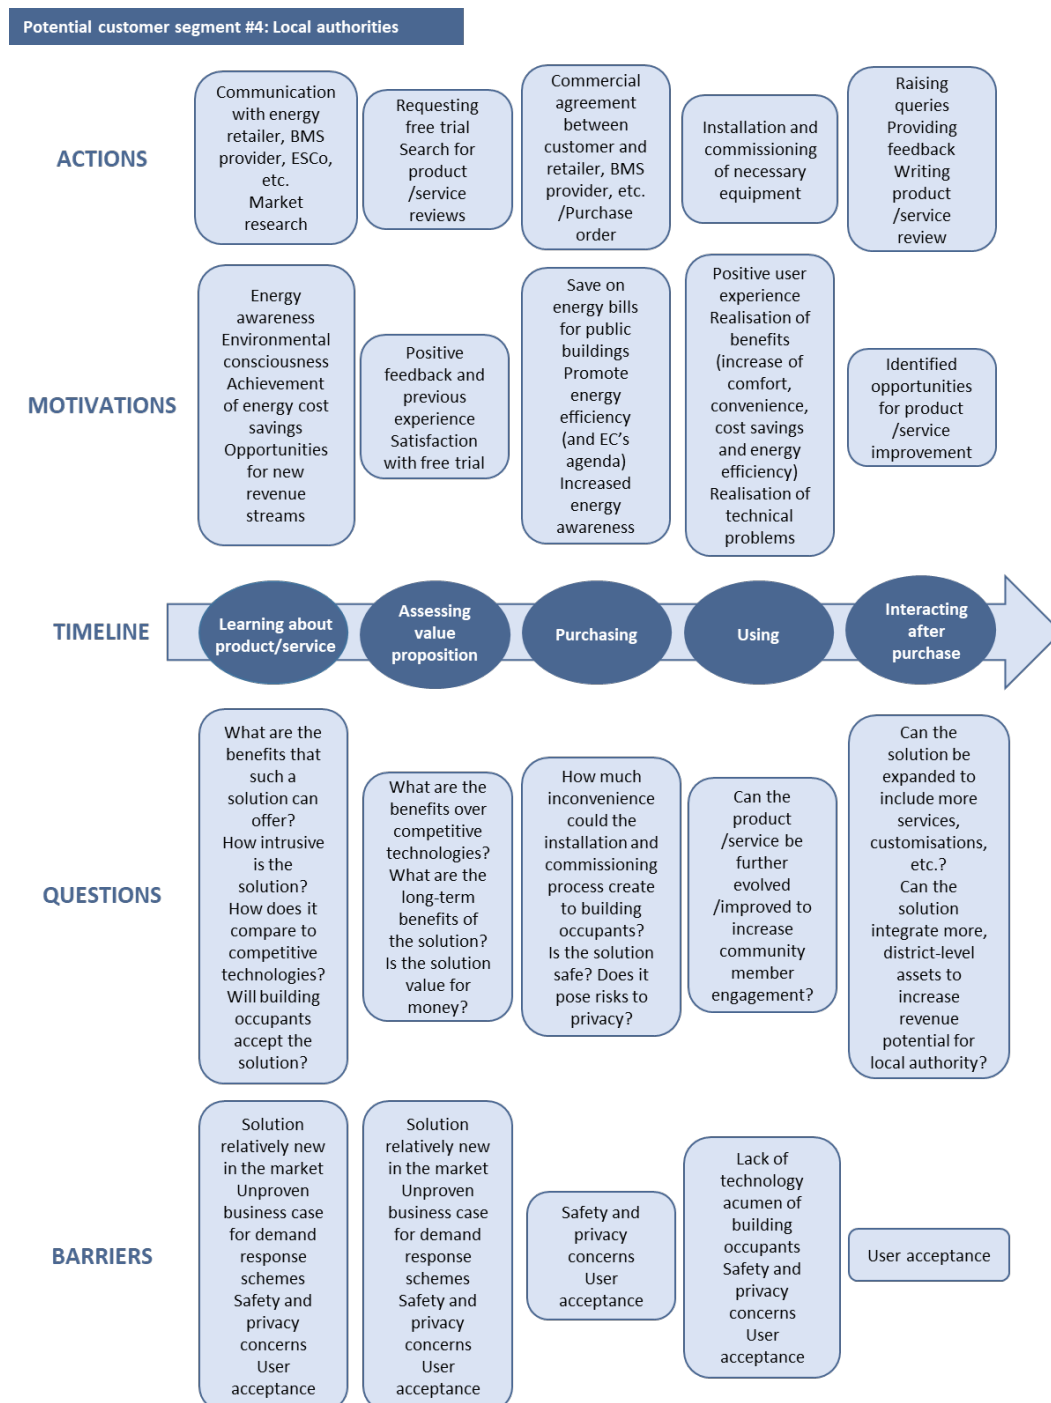 Potential customer segment #4: Local authorities
ACTIONS
Communication
with energy
retailer, BMS
provider, ESCo,
etc.
Market
research
Requesting
free trial
Search for
product
/service
reviews
Commercial
agreement
between
customer and
retailer, BMS
provider, etc.
/Purchase
order
Installation and
commissioning
of necessary
equipment
Raising
queries
Providing
feedback
Writing
product
/service
review
MOTIVATIONS
Energy
awareness
Environmental
consciousness
Achievement
of energy cost
savings
Opportunities
for new
revenue
streams
Positive
feedback and
previous
experience
Satisfaction
with free trial
Save on
energy bills
for public
buildings
Promote
energy
efficiency
(and EC’s
agenda)
Increased
energy
awareness
Positive user
experience
Realisation of
benefits
(increase of
comfort,
convenience,
cost savings
and energy
efficiency)
Realisation of
technical
problems
Identified
opportunities
for product
/service
improvement
TIMELINE
Learning about
product/service
Assessing
value
proposition
Purchasing
Using
Interacting
after
purchase
QUESTIONS
What are the
benefits that
such a
solution can
offer?
How intrusive
is the
solution?
How does it
compare to
competitive
technologies?
Will building
occupants
accept the
solution?
What are the
benefits over
competitive
technologies?
What are the
long-term
benefits of
the solution?
Is the solution
value for
money?
How much
inconvenience
could the
installation and
commissioning
process create
to building
occupants?
Is the solution
safe? Does it
pose risks to
privacy?
Can the
product
/service be
further
evolved
/improved to
increase
community
member
engagement?
Can the
solution be
expanded to
include more
services,
customisations,
etc.?
Can the
solution
integrate more,
district-level
assets to
increase
revenue
potential for
local authority?
BARRIERS
Solution
relatively new
in the market
Unproven
business case
for demand
response
schemes
Safety and
privacy
concerns
User
acceptance
Solution
relatively new
in the market
Unproven
business case
for demand
response
schemes
Safety and
privacy
concerns
User
acceptance
Safety and
privacy
concerns
User
acceptance
Lack of
technology
acumen of
building
occupants
Safety and
privacy
concerns
User
acceptance
User acceptance